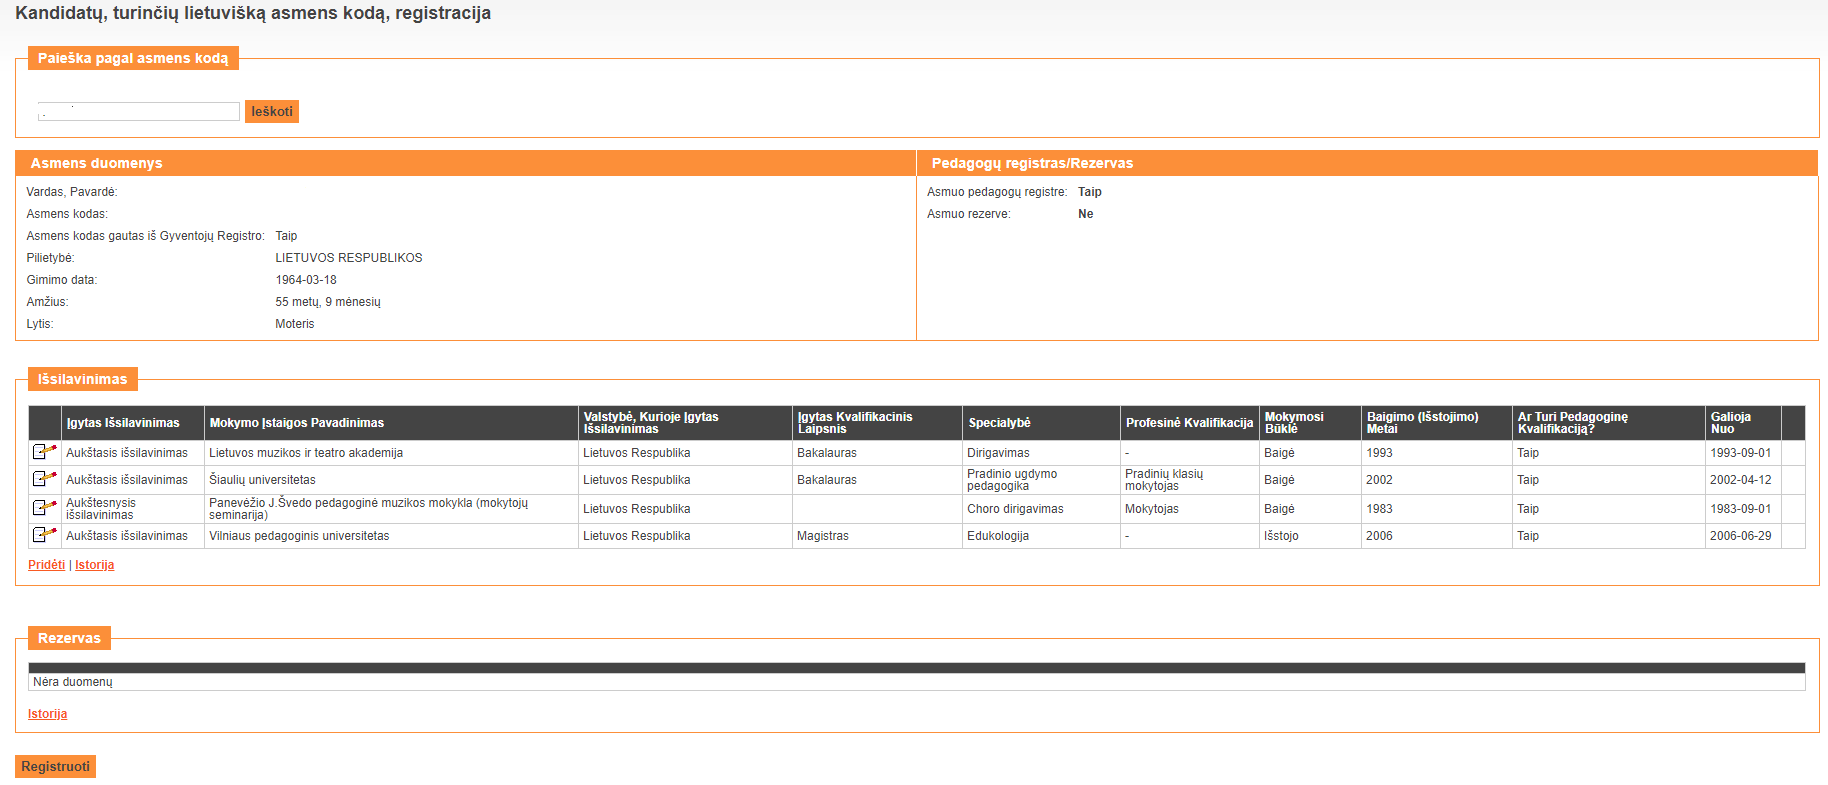 Kandidatų, turinčių lietuvišką asmens kodą, registracija
Paieška pagal asmens kodą
Ieškoti
Asmens duomenys
Pedagogų registras/Rezervas
Vardas, Pavardė:
Asmuo pedagogų registre: Taip
Asmens kodas:
Asmuo rezerve: Ne
Asmens kodas gautas iš Gyventojų Registro: Taip
Pilietybė: LIETUVOS RESPUBLIKOS
Gimimo data: 1964-03-18
Amžius: 55 metų, 9 mėnesių
Lytis: Moteris
Išsilavinimas
Įgytas Išsilavinimas Mokymo Įstaigos Pavadinimas Valstybė, Kurioje Įgytas Išsilavinimas Įgytas Kvalifikacinis Laipsnis Specialybė Profesinė Kvalifikacija Mokymosi Būklė Baigimo (Išstojimo) Metai Ar Turi Pedagoginę Kvalifikaciją? Galioja Nuo
Aukštasis išsilavinimas Lietuvos muzikos ir teatro akademija Lietuvos Respublika Bakalauras Dirigavimas - Baigė 1993 Taip 1993-09-01
Aukštasis išsilavinimas Šiaulių universitetas Lietuvos Respublika Bakalauras Pradinio ugdymo pedagogika Pradinių klasių mokytojas Baigė 2002 Taip 2002-04-12
Aukštesnysis išsilavinimas Panevėžio J.Švedo pedagoginė muzikos mokykla (mokytojų seminarija) Lietuvos Respublika Choro dirigavimas Mokytojas Baigė 1983 Taip 1983-09-01
Aukštasis išsilavinimas Vilniaus pedagoginis universitetas Lietuvos Respublika Magistras Edukologija - Išstojo 2006 Taip 2006-06-29
Pridėti | Istorija
Rezervas
Nėra duomenų
Istorija
Registruoti